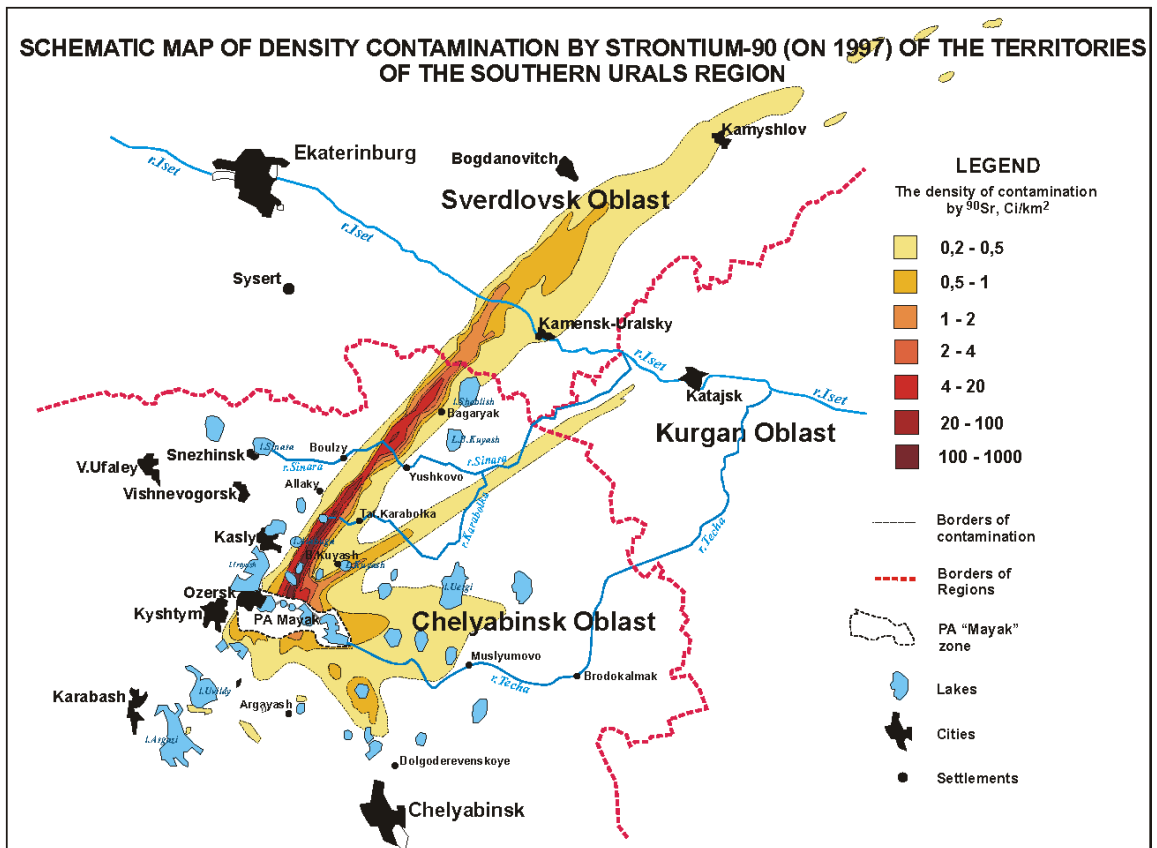 SCHEMATIC MAP OF DENSITY CONTAMINATION BY STRONTIUM-90 (ON 1997) OF THE TERRITORIES
OF THE SOUTHERN URALS REGION
Kamyshlov
r.Iset
Ekaterinburg
Bogdanovitch
Sverdlovsk Oblast
r.Iset
Sysert
Kamensk-Uralsky
r.Iset
Katajsk
r.Iset
l.Shablish
Bagaryak
Kurgan Oblast
L.B.Kuyash
Boulzy
l.Sinara
Snezhinsk
r.Sinara
r.Sinara
V.Ufaley
Yushkovo
Vishnevogorsk
Allaky
r.Karabolka
Tat.Karabolka
r.Techa
Kasly
B.Kuyash
l.Uelgi
Ozersk
Kyshtym
PA Mayak
Chelyabinsk Oblast
Muslyumovo
Brodokalmak
r.Techa
Karabash
l.Uvildy
Argayash
l.Argazi
Dolgoderevenskoye
Chelyabinsk
LEGEND
The density of contamination
by 90Sr, Ci/km2
0,2 - 0,5
0,5 - 1
1 - 2
2 - 4
4 - 20
20 - 100
100 - 1000
Borders of
contamination
Borders of
Regions
PA “Mayak”
zone
Lakes
Cities
Settlements